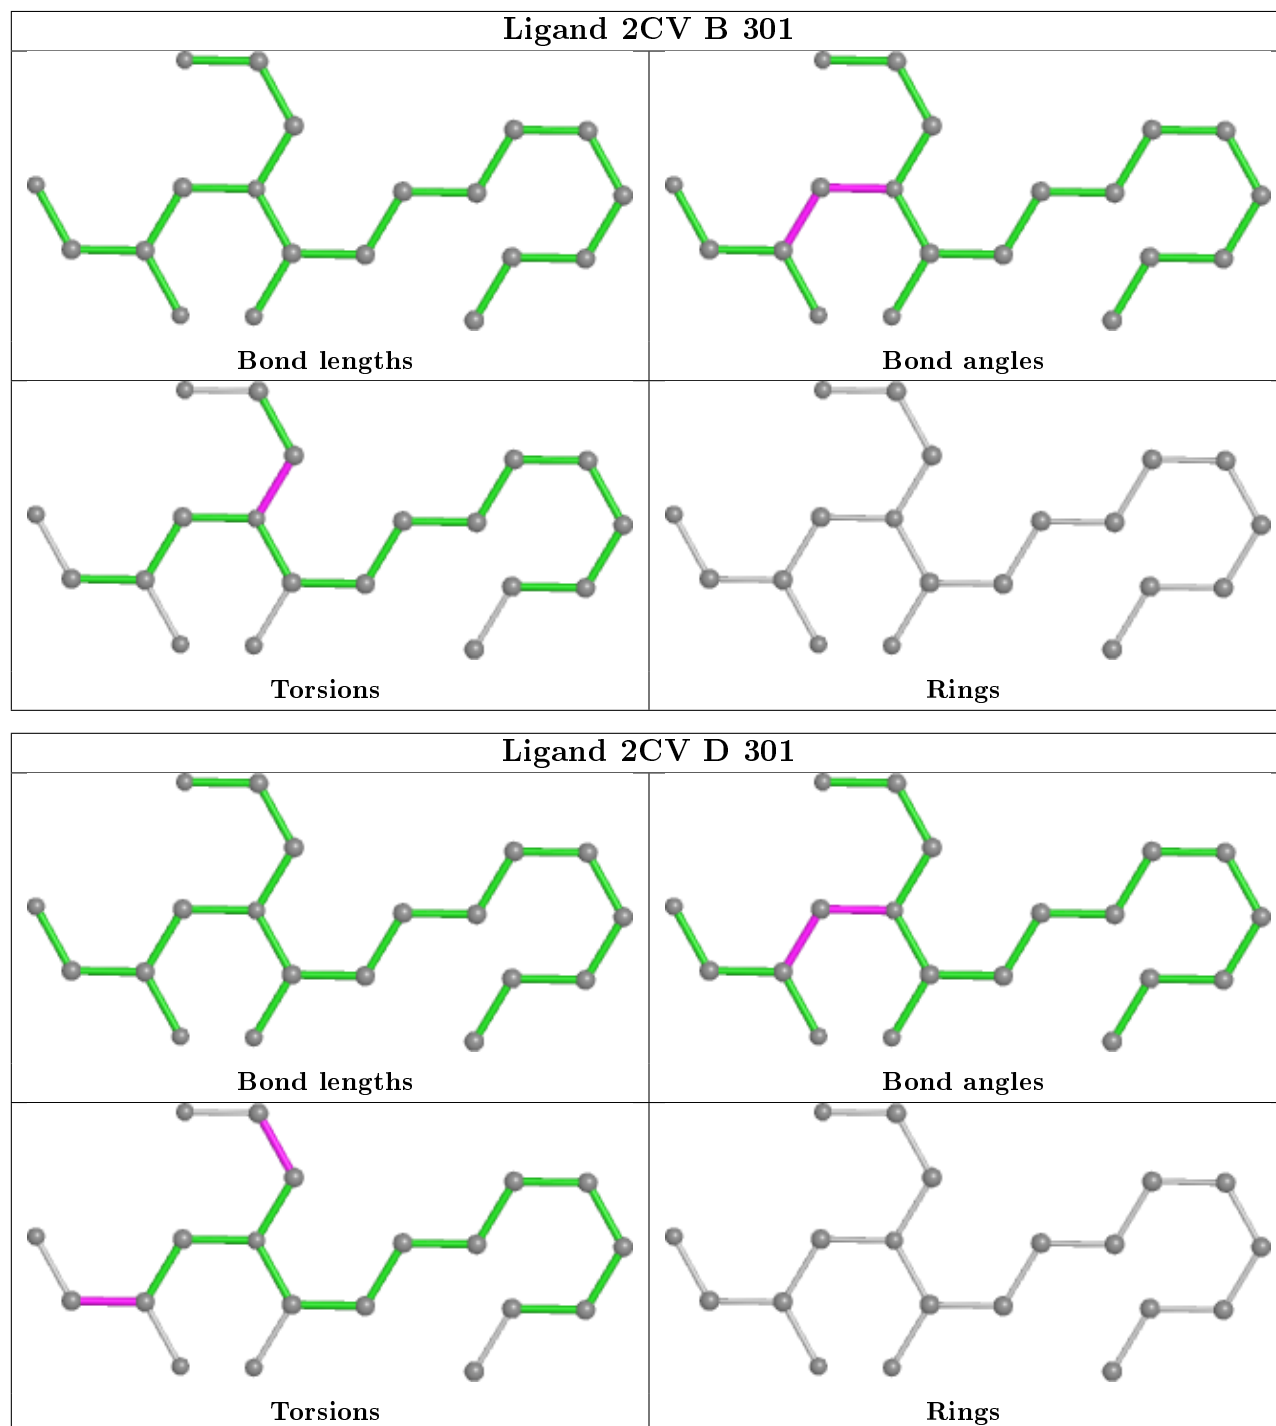 Ligand 2CV B 301
Bond lengths
Bond angles
Torsions
Rings
Ligand 2CV D 301
Bond lengths
Bond angles
Torsions
Rings